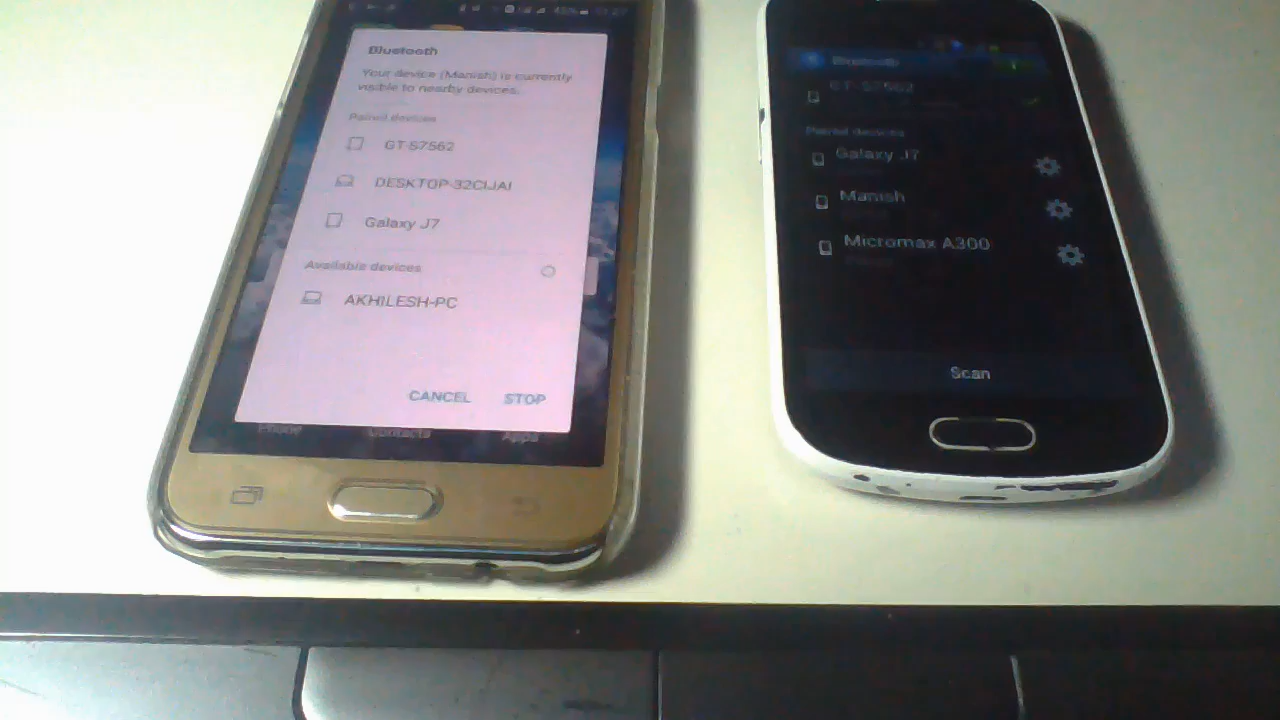 Bluetooth
Your device (Manish) is currently
visible to nearby devices.
Paired devices
GT-S7562
DESKTOP-32CIJAI
Galaxy J7
Available devices
AKHILESH-PC
CANCEL STOP
Phone Contacts Apps
Bluetooth
GT-S7562
Paired devices
Galaxy J7
Manish
Micromax A300
Scan